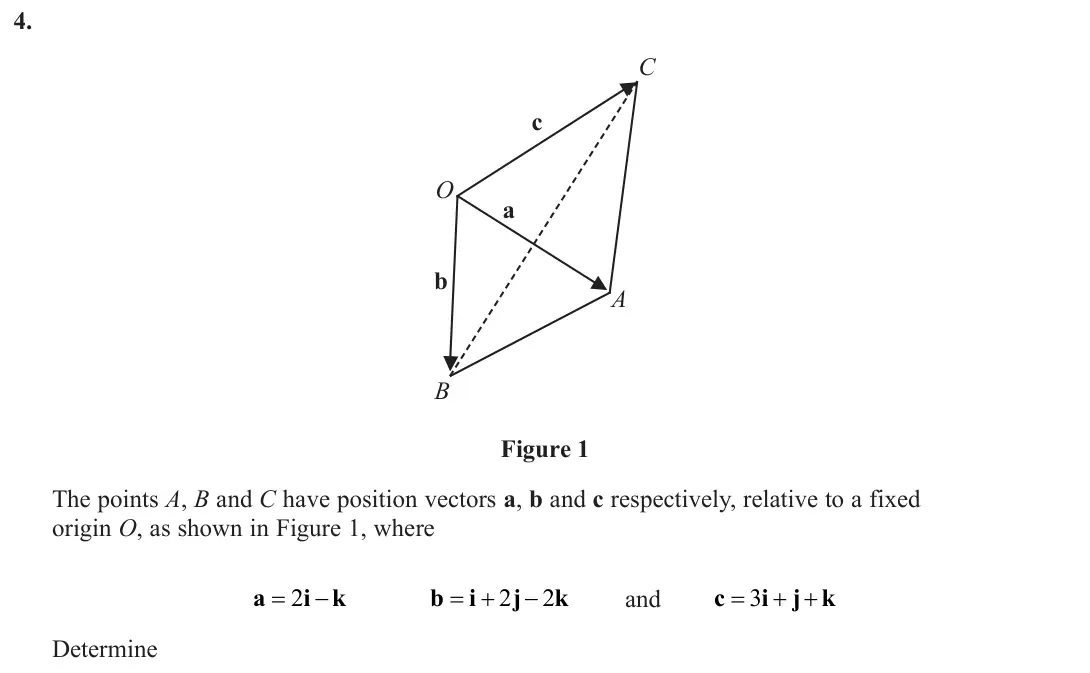 4.
C
c
O
a
b
A
B
Figure 1
The points A, B and C have position vectors a, b and c respectively, relative to a fixed
origin O, as shown in Figure 1, where
a = 2i – k b = i + 2j – 2k and c = 3i + j + k
Determine